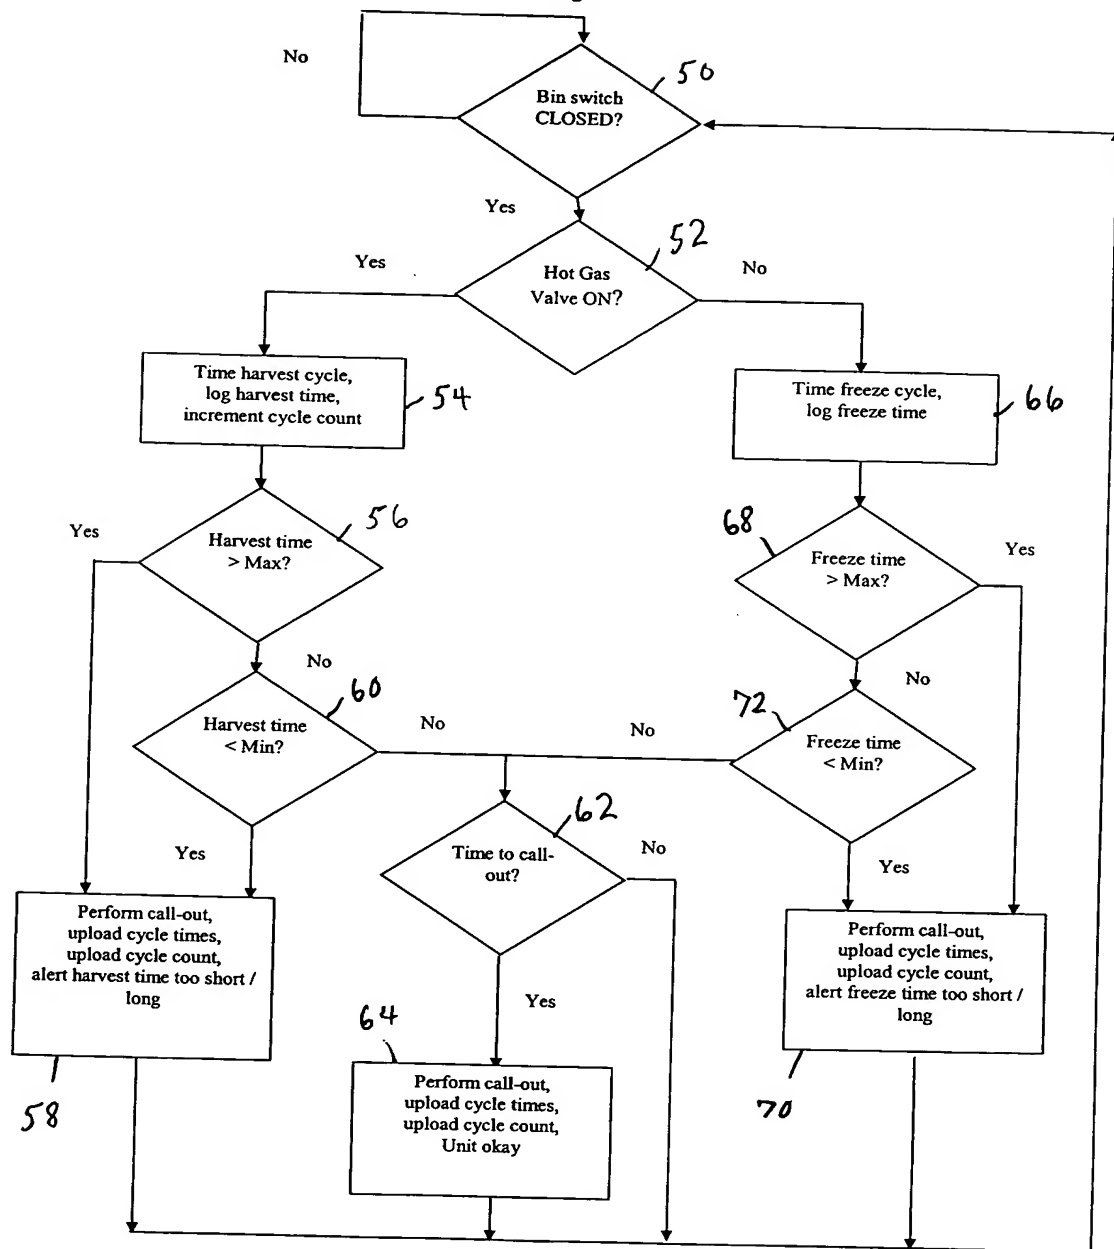 No
Bin switch
CLOSED?
50
Yes
Hot Gas
Valve ON?
52
Yes
No
Time harvest cycle,
log harvest time,
increment cycle count
54
Time freeze cycle,
log freeze time
66
Yes
Harvest time
> Max?
56
68
Freeze time
> Max?
Yes
No
No
Harvest time
< Min?
60
No
No
72
Freeze time
< Min?
Yes
Time to call-
out?
62
No
Yes
Perform call-out,
upload cycle times,
upload cycle count,
alert harvest time too short /
long
58
Yes
64
Perform call-out,
upload cycle times,
upload cycle count,
Unit okay
Perform call-out,
upload cycle times,
upload cycle count,
alert freeze time too short /
long
70